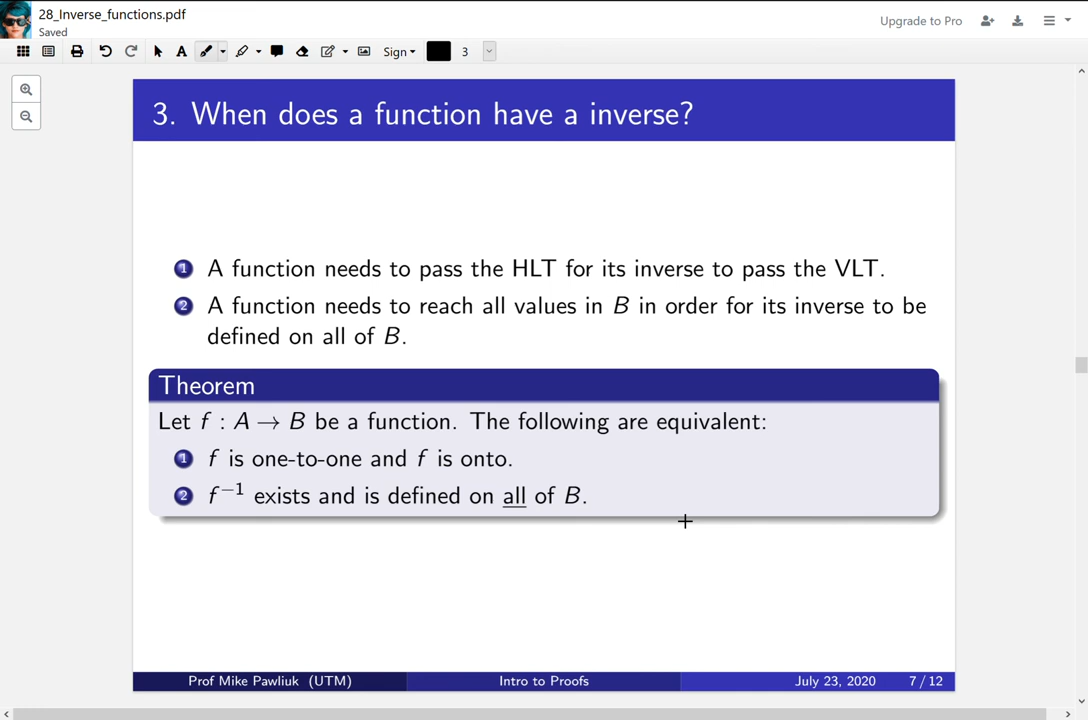 28_Inverse_functions.pdf
Saved
Upgrade to Pro
A
Sign
3
3. When does a function have a inverse?
1 A function needs to pass the HLT for its inverse to pass the VLT.
2 A function needs to reach all values in B in order for its inverse to be
defined on all of B.
Theorem
Let f : A → B be a function. The following are equivalent:
1 f is one-to-one and f is onto.
2 f⁻¹ exists and is defined on all of B.
Prof Mike Pawliuk (UTM) Intro to Proofs July 23, 2020 7 / 12